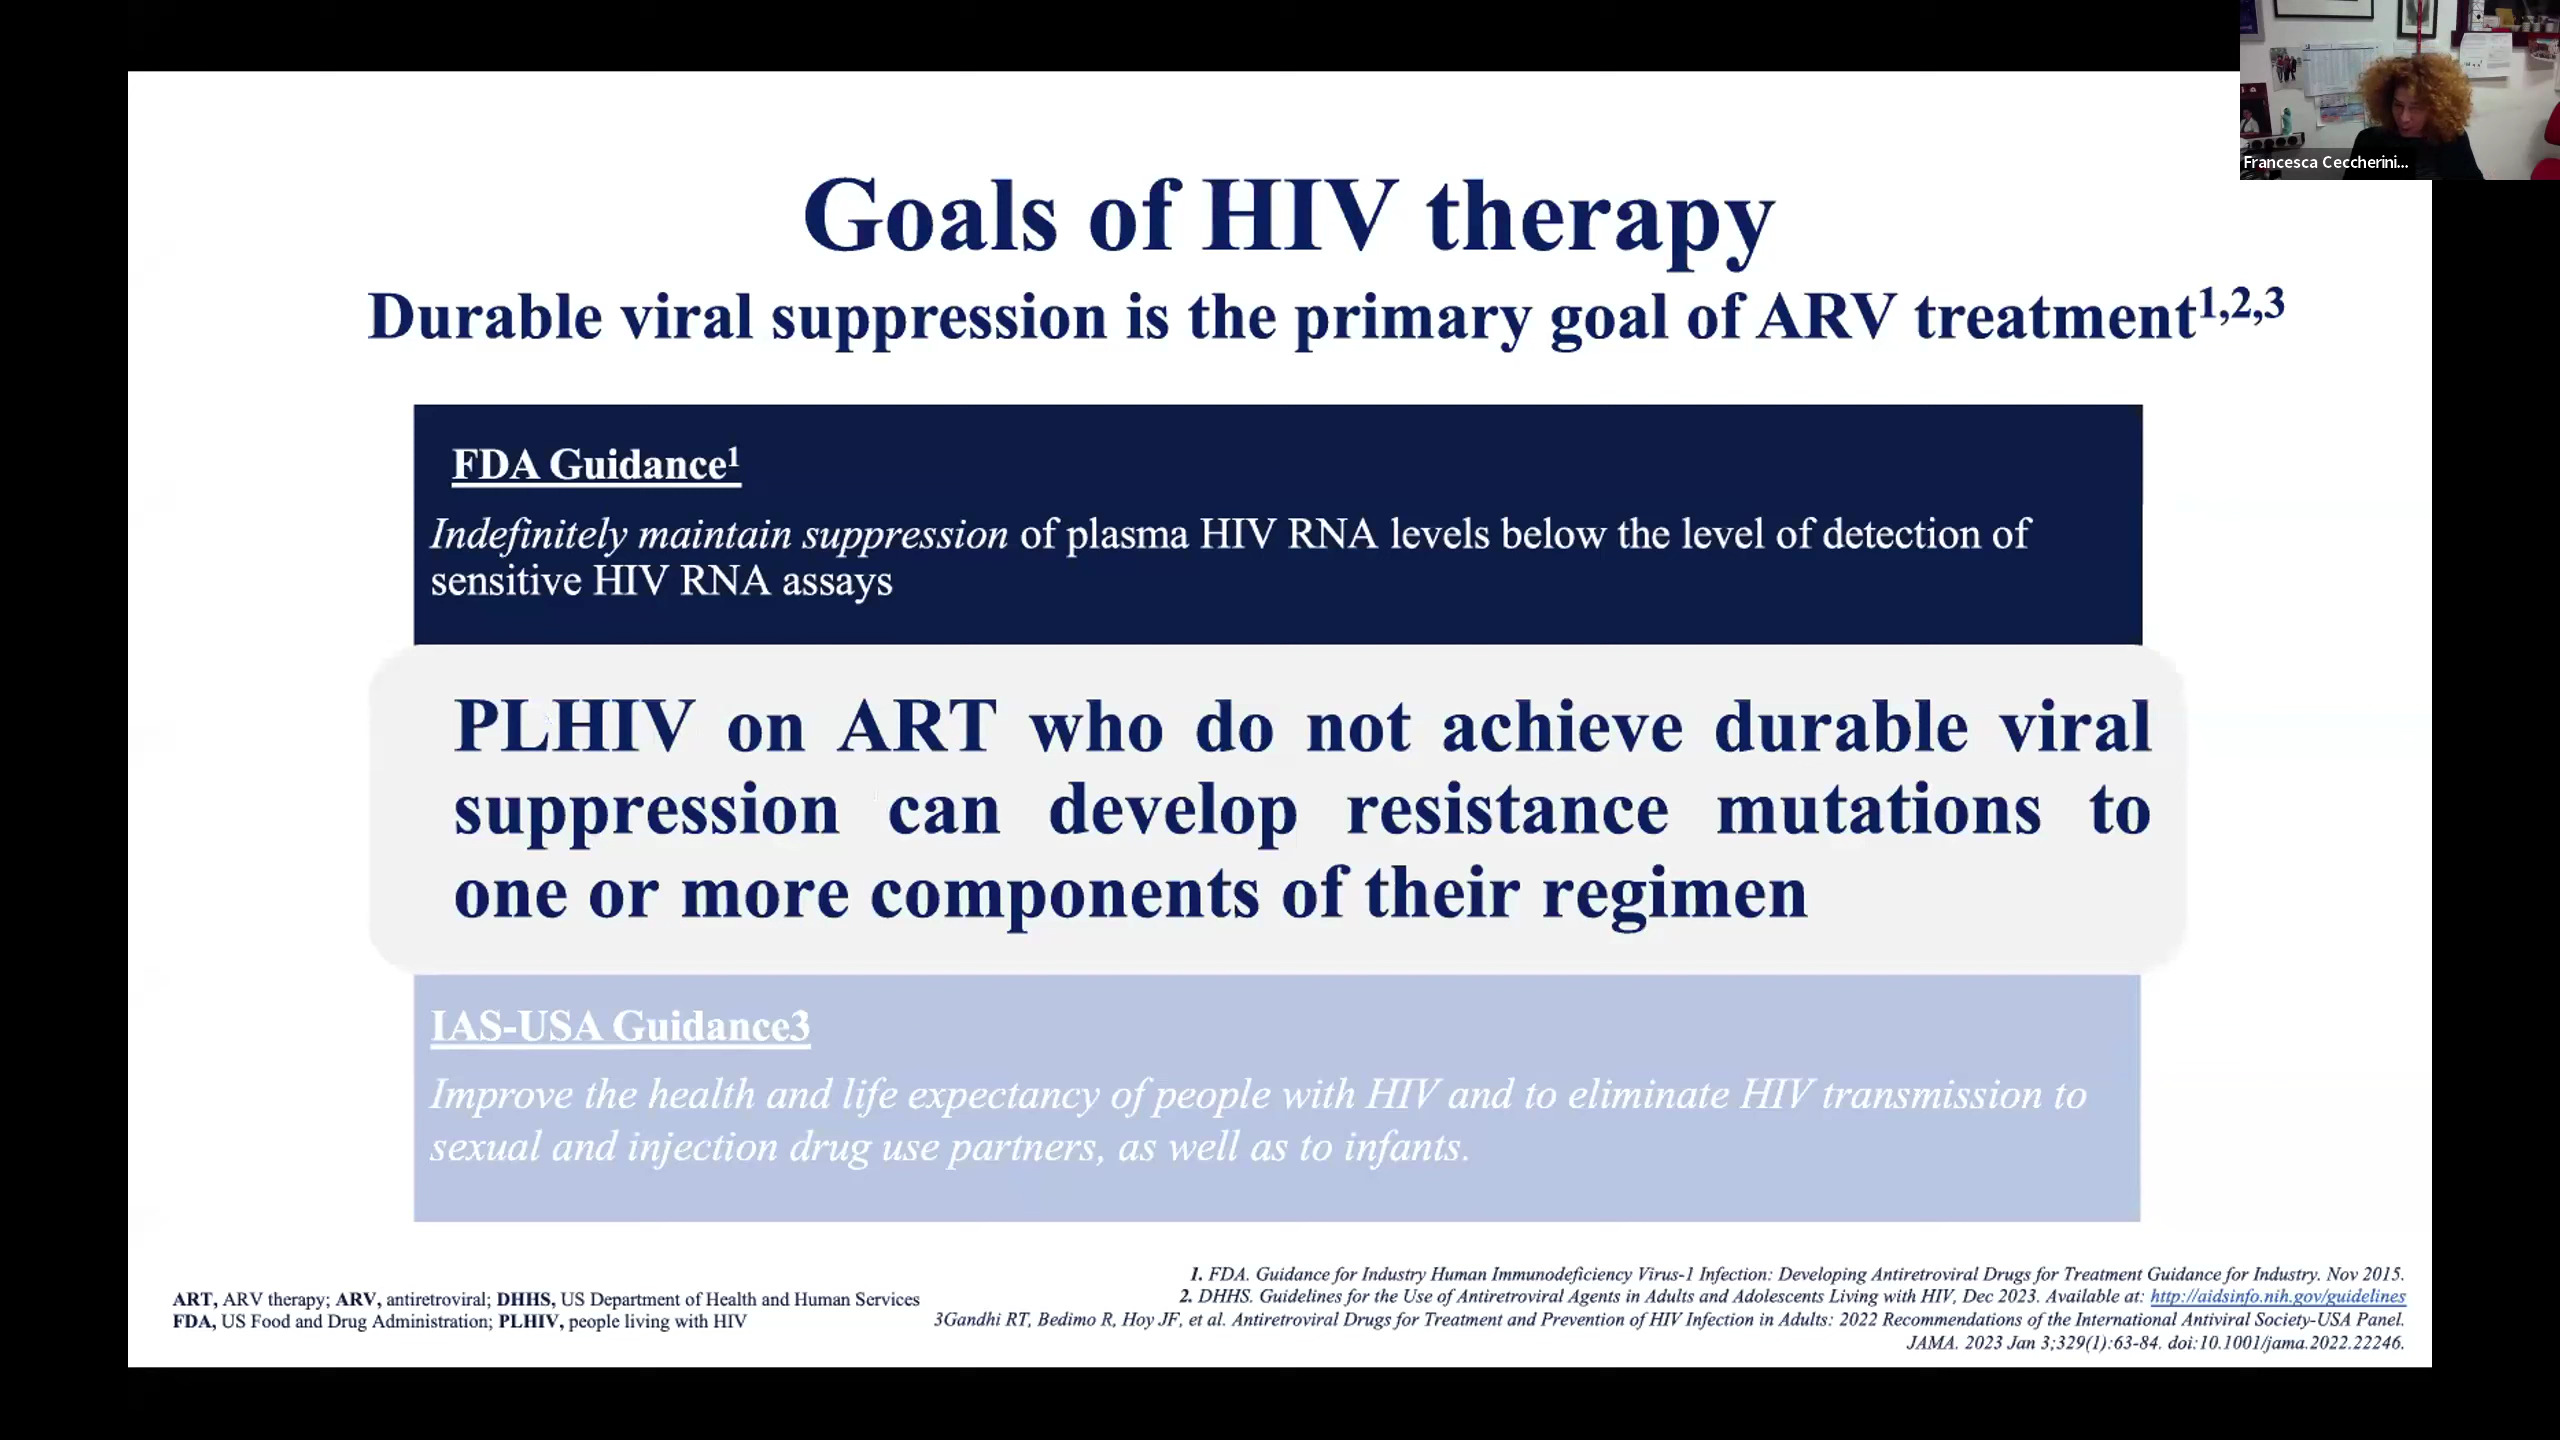 Francesca Ceccherini...
Goals of HIV therapy
Durable viral suppression is the primary goal of ARV treatment1,2,3
FDA Guidance1
Indefinitely maintain suppression of plasma HIV RNA levels below the level of detection of
sensitive HIV RNA assays
PLHIV on ART who do not achieve durable viral
suppression can develop resistance mutations to
one or more components of their regimen
IAS-USA Guidance3
Improve the health and life expectancy of people with HIV and to eliminate HIV transmission to
sexual and injection drug use partners, as well as to infants.
ART, ARV therapy; ARV, antiretroviral; DHHS, US Department of Health and Human Services
FDA, US Food and Drug Administration; PLHIV, people living with HIV
1. FDA. Guidance for Industry Human Immunodeficiency Virus-1 Infection: Developing Antiretroviral Drugs for Treatment Guidance for Industry. Nov 2015.
2. DHHS. Guidelines for the Use of Antiretroviral Agents in Adults and Adolescents Living with HIV, Dec 2023. Available at: http://aidsinfo.nih.gov/guidelines
3Gandhi RT, Bedimo R, Hoy JF, et al. Antiretroviral Drugs for Treatment and Prevention of HIV Infection in Adults: 2022 Recommendations of the International Antiviral Society-USA Panel.
JAMA. 2023 Jan 3;329(1):63-84. doi:10.1001/jama.2022.22246.